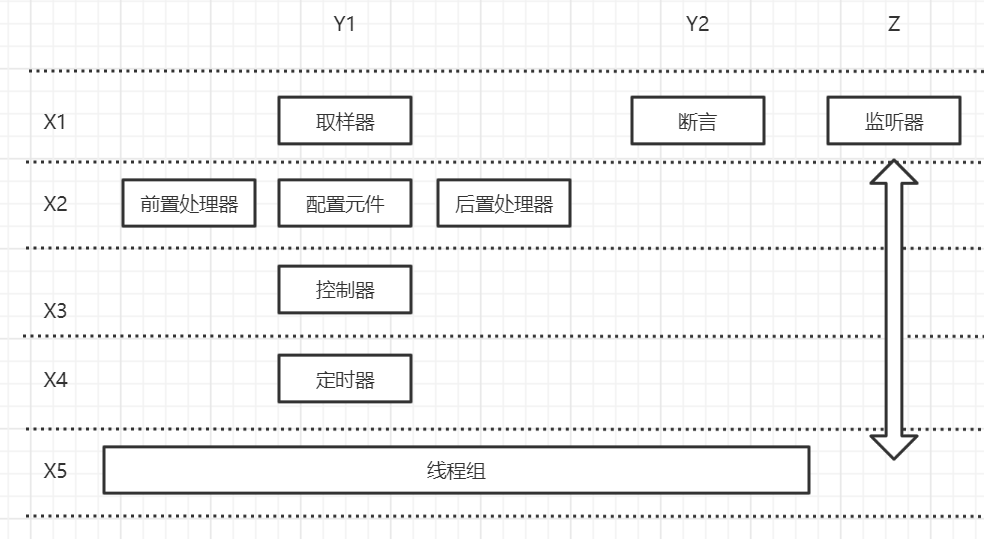 Y1 Y2 Z
X1 取样器 断言 监听器
X2 前置处理器 配置元件 后置处理器
X3 控制器
X4 定时器
X5 线程组